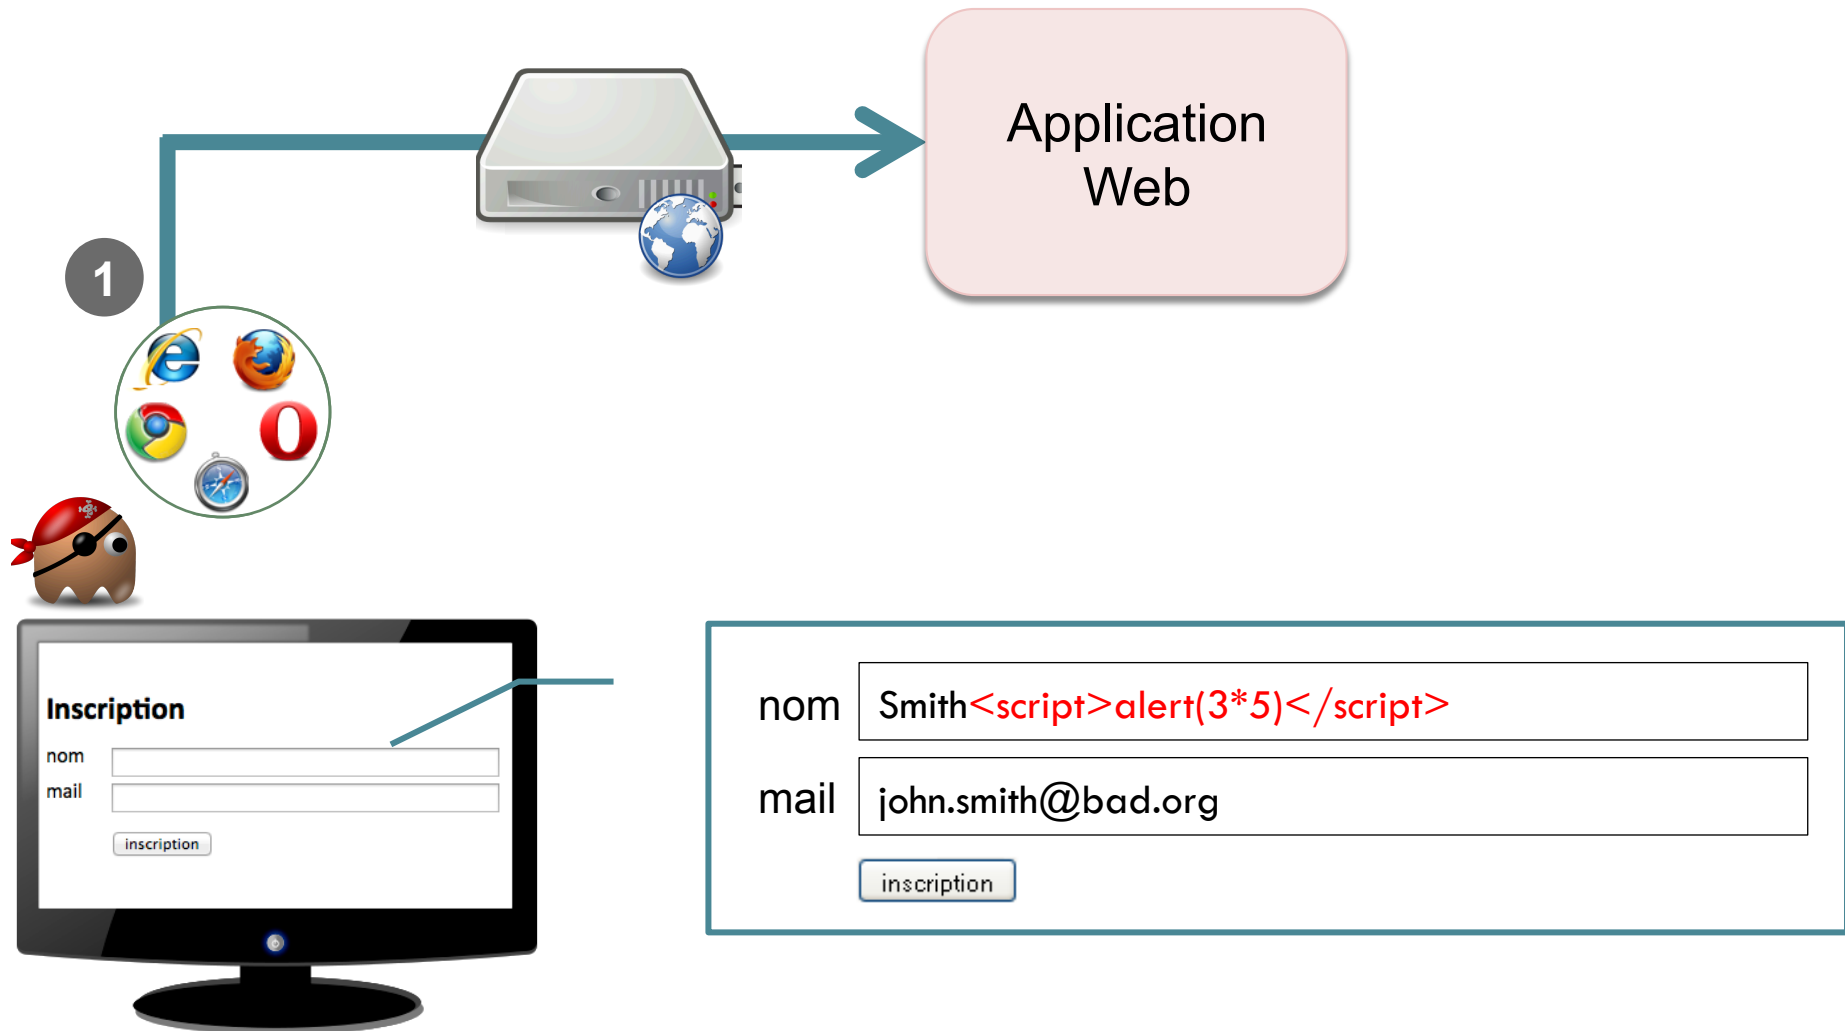 Application
Web
1
Inscription
nom
mail
inscription
nom Smith<script>alert(3*5)</script>
mail john.smith@bad.org
inscription